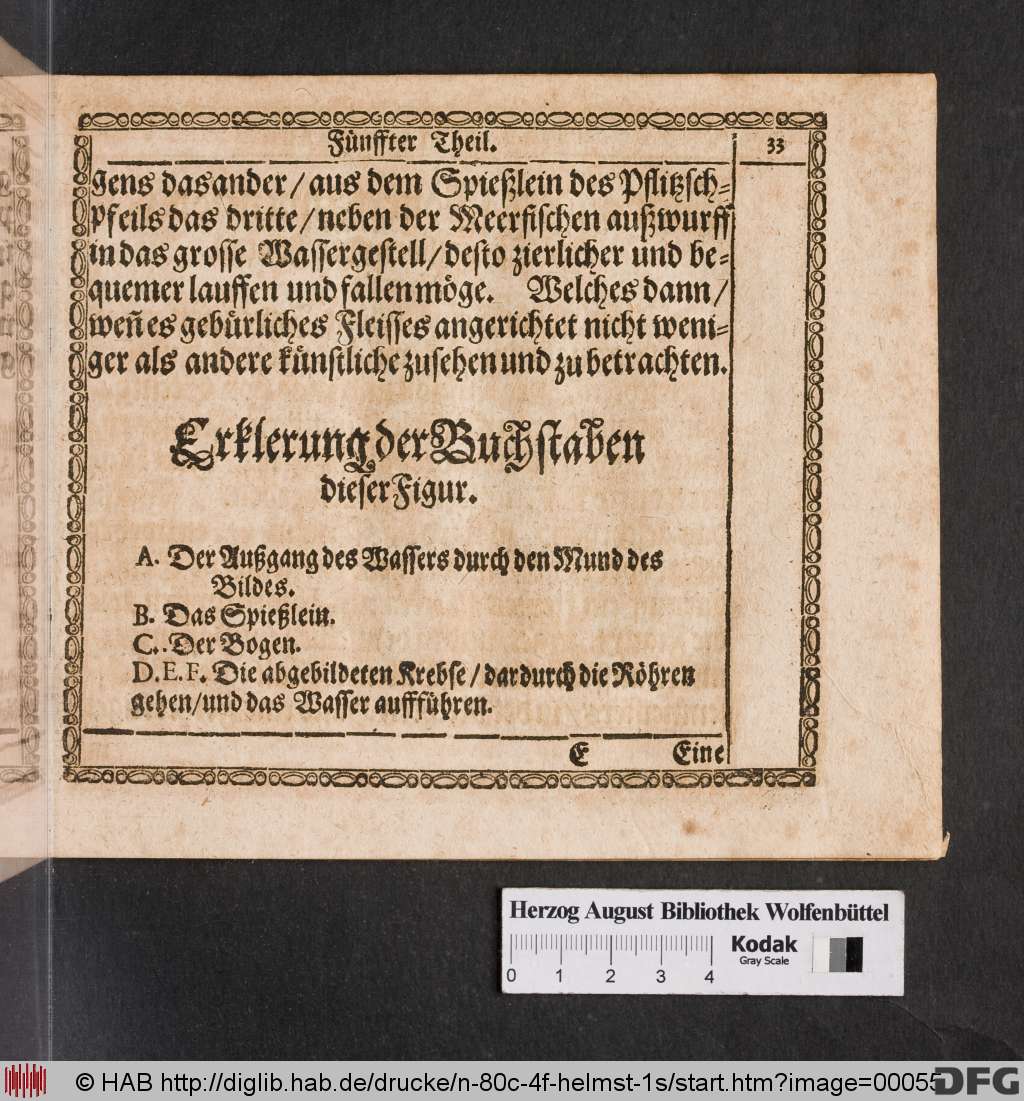 Fünffter Theil. 33
gens das ander / aus dem Spießlein des Pflitzsch-
pfeils das dritte / neben der Meerfischen außwurff
in das grosse Wassergestell / desto zierlicher und be-
quemer lauffen und fallen möge. Welches dann /
weñ es gebürliches Fleisses angerichtet nicht weni-
ger als andere künstliche zusehen und zu betrachten.
Erklerung der Buchstaben
dieser Figur.
A. Der Außgang des Wassers durch den Mund des
Bildes.
B. Das Spießlein.
C. Der Bogen.
D. E. F. Die abgebildeten Krebse / dardurch die Röhren
gehen / und das Wasser aufführen.
E Eine
Herzog August Bibliothek Wolfenbüttel
Kodak
Gray Scale
0 1 2 3 4
© HAB http://diglib.hab.de/drucke/n-80c-4f-helmst-1s/start.htm?image=00055
DFG